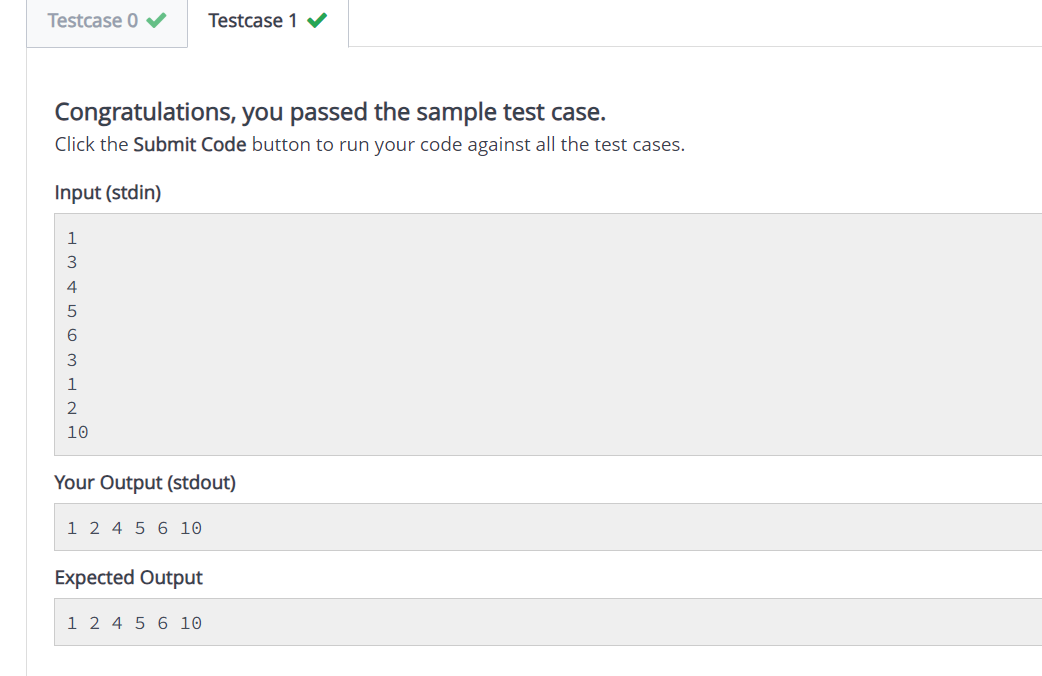 Testcase 0
Testcase 1
Congratulations, you passed the sample test case.
Click the Submit Code button to run your code against all the test cases.
Input (stdin)
1
3
4
5
6
3
1
2
10
Your Output (stdout)
1 2 4 5 6 10
Expected Output
1 2 4 5 6 10